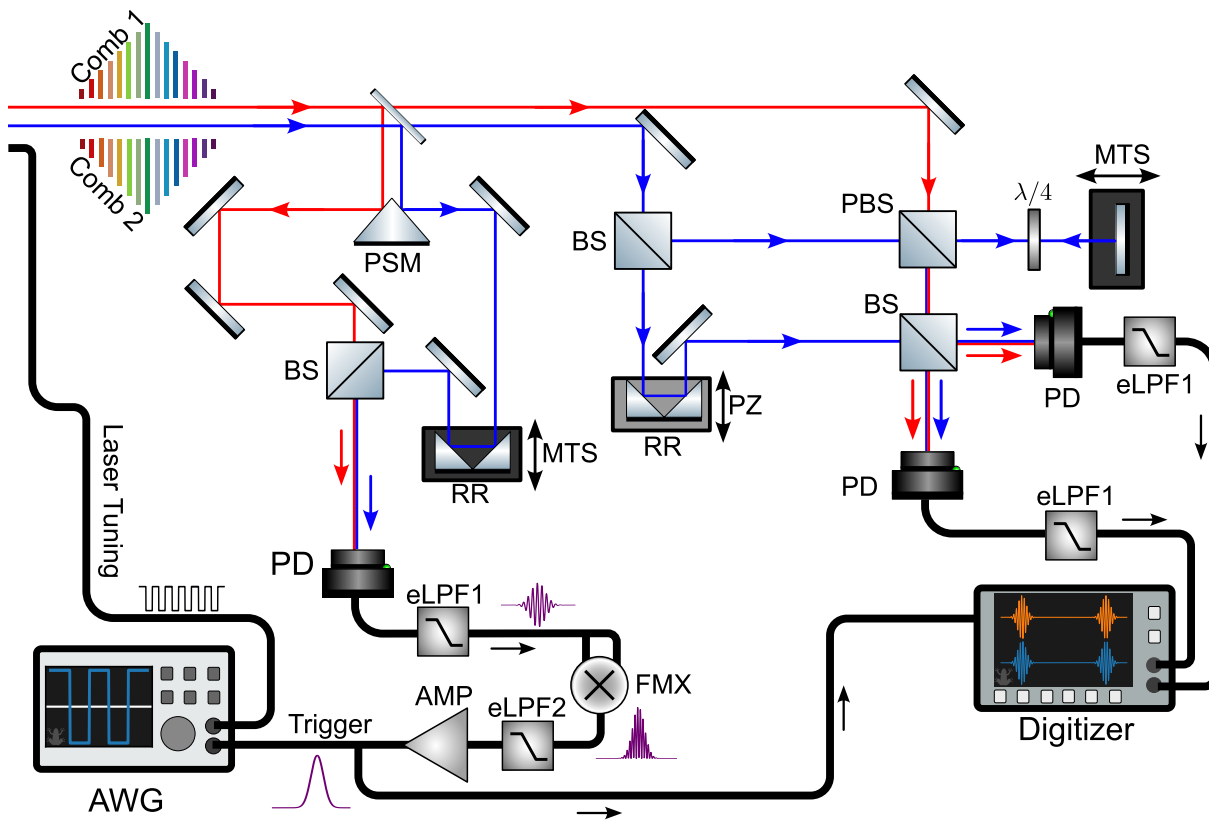 Comb 1
Comb 2
PSM
BS
PBS
λ/4
MTS
BS
BS
RR
MTS
RR
PZ
PD
eLPF1
PD
eLPF1
Laser Tuning
PD
eLPF1
FMX
AMP
eLPF2
Trigger
AWG
Digitizer